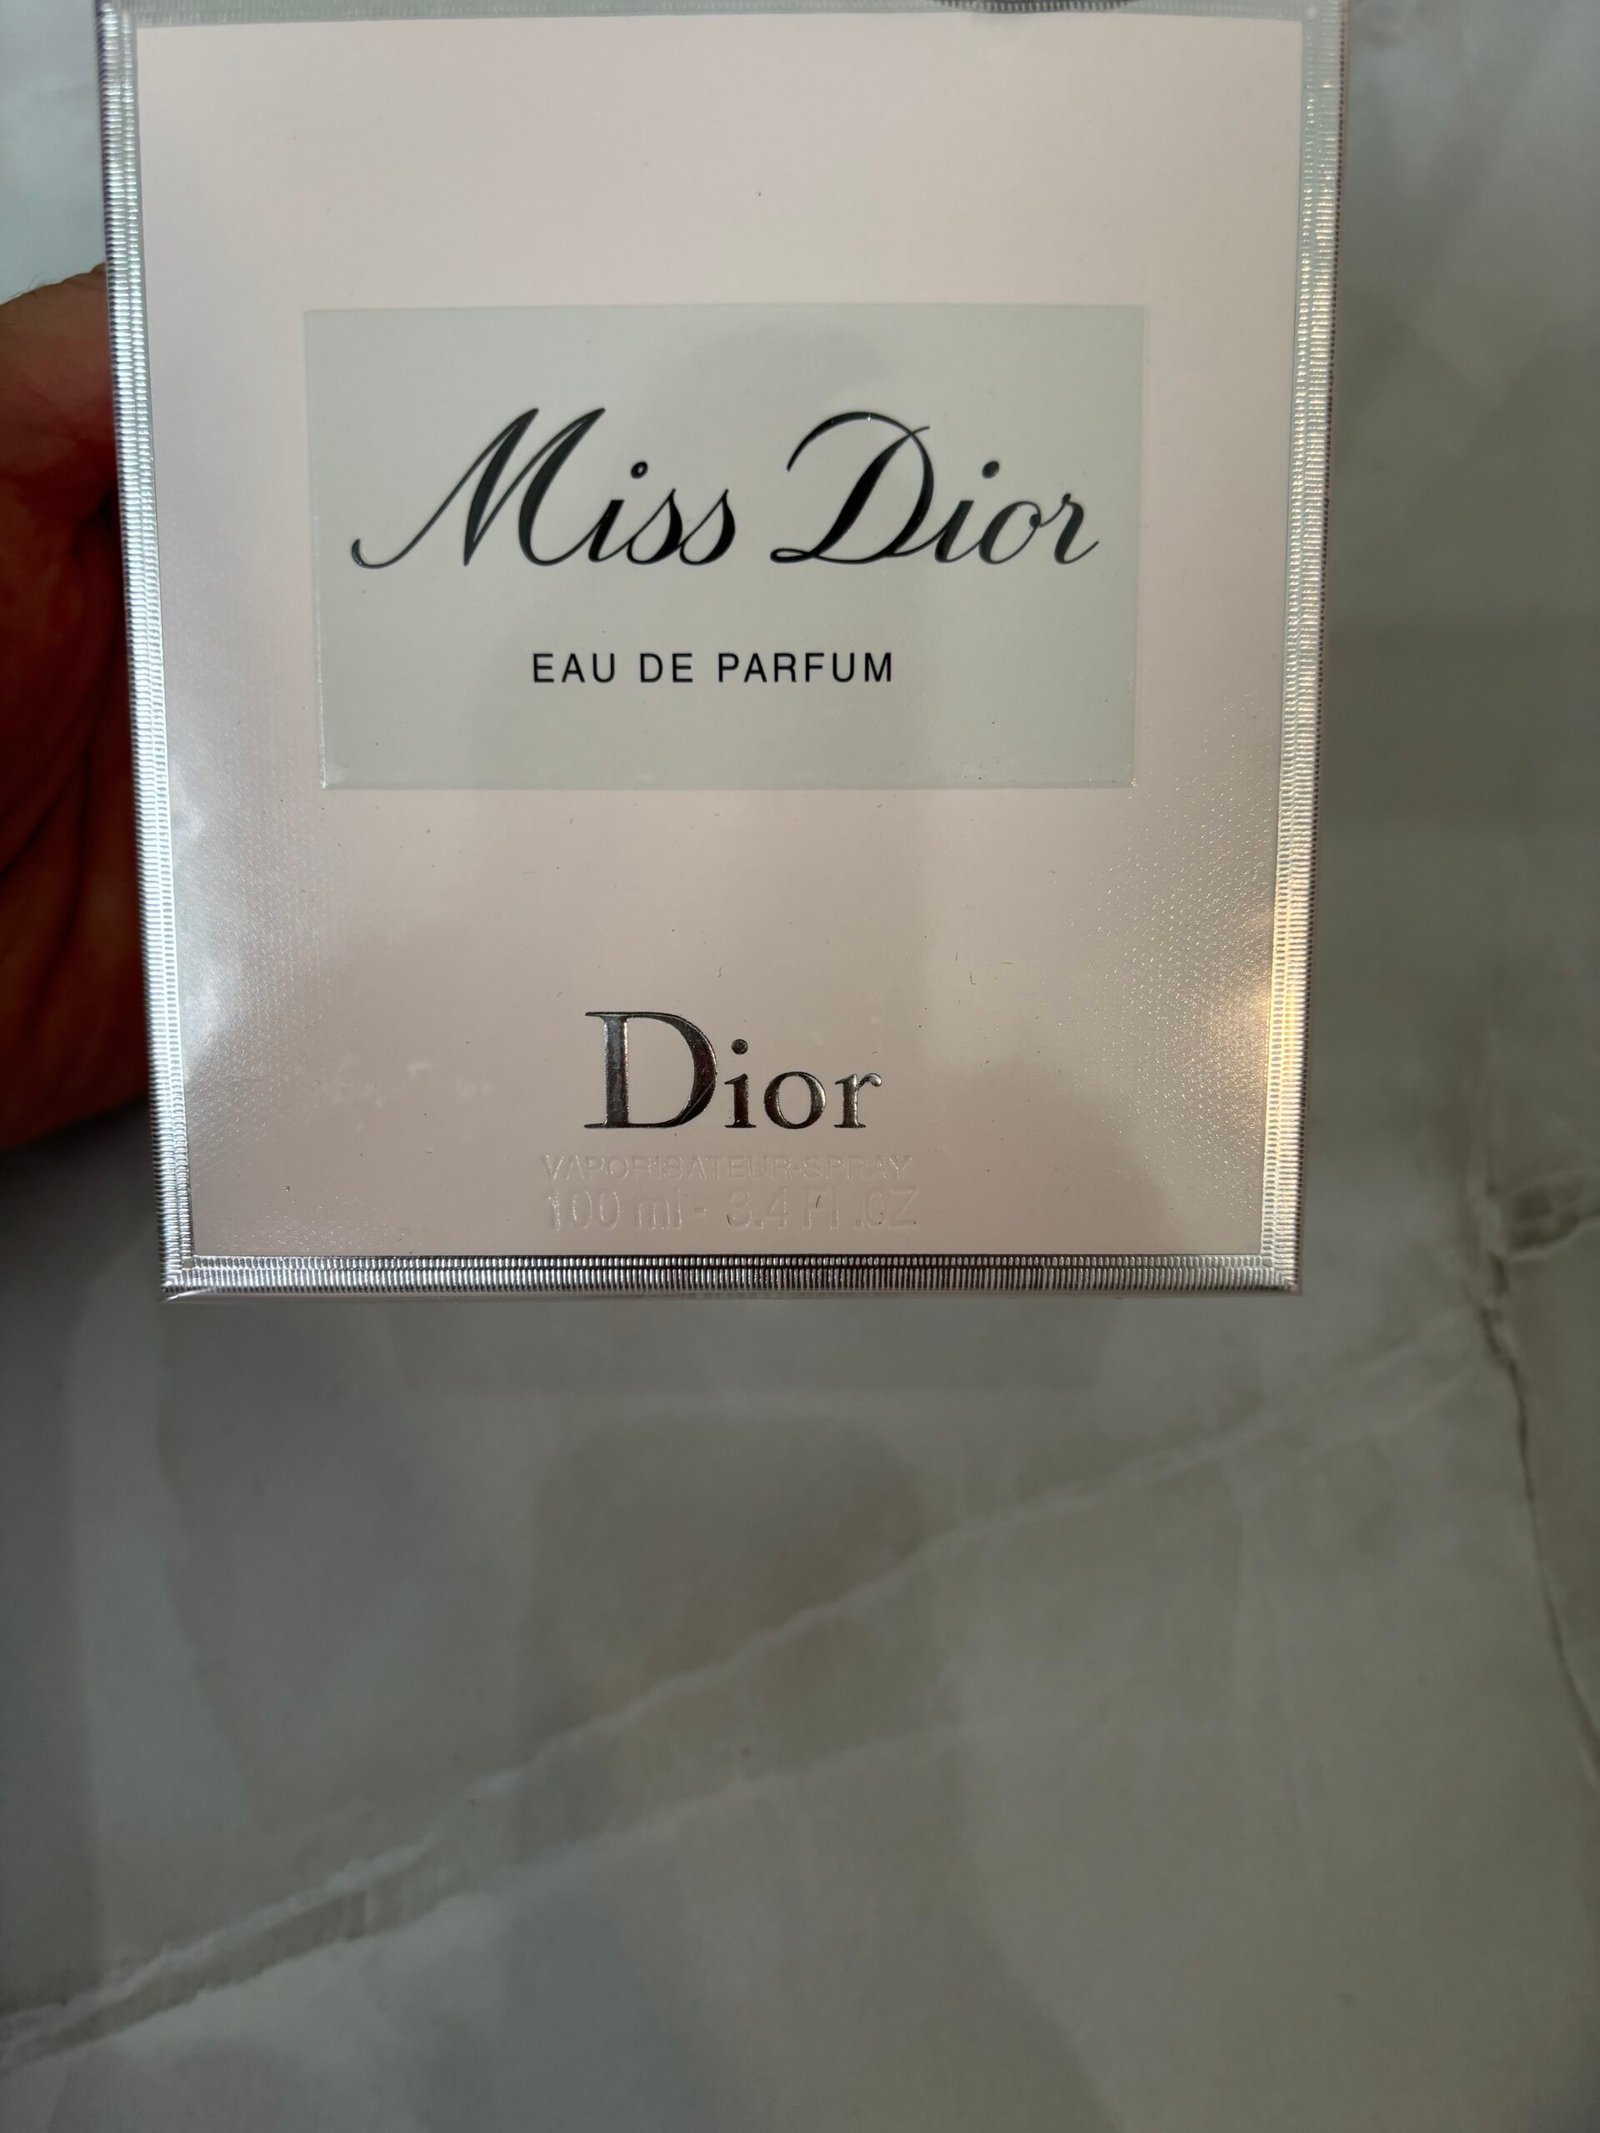 Miss Dior
EAU DE PARFUM
Dior
VAPORISATEUR-SPRAY
100 ml - 3.4 Fl .OZ